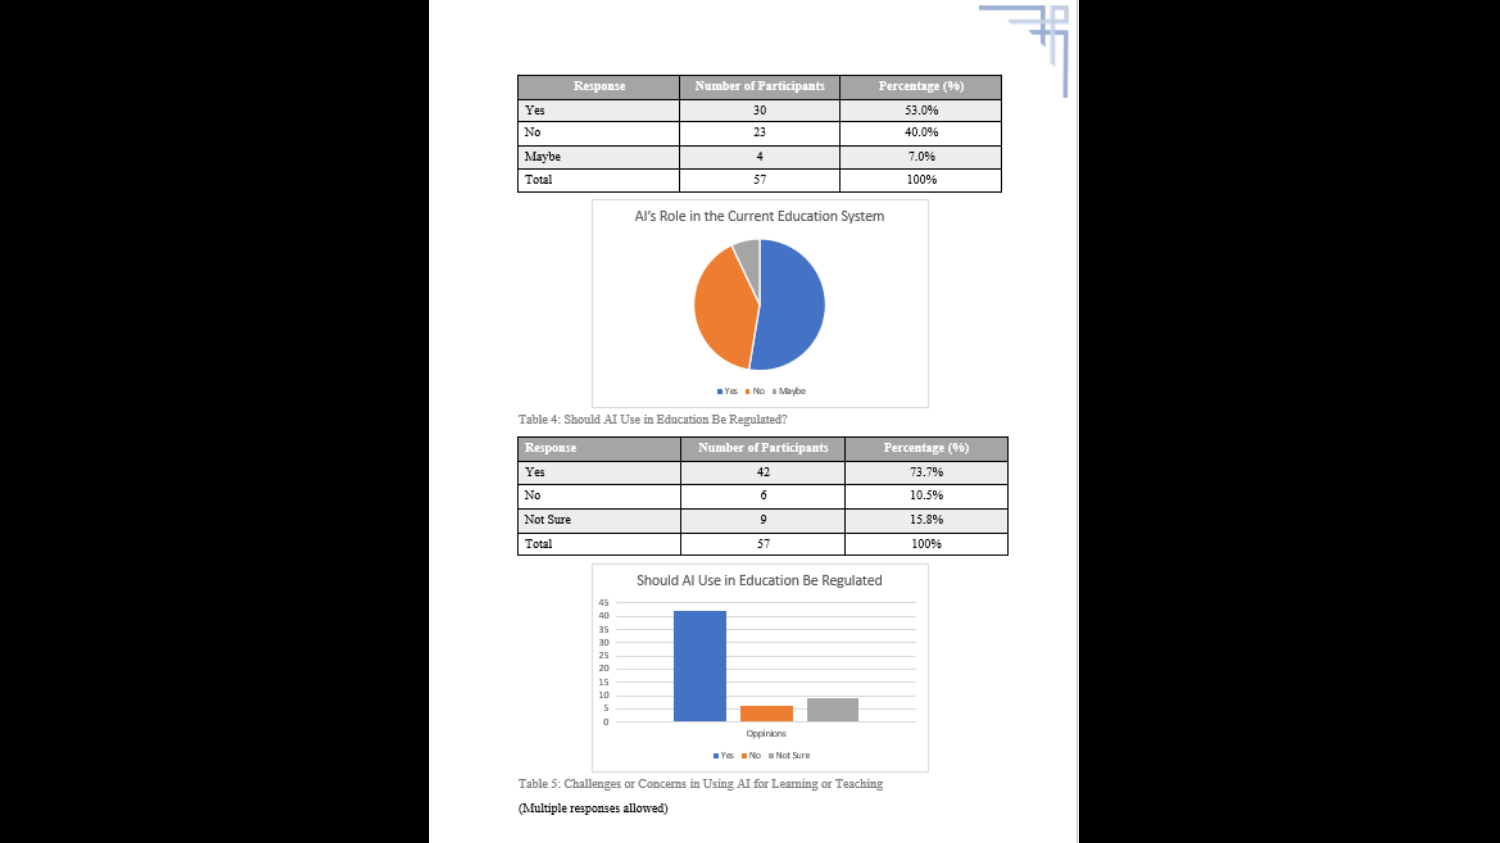 Response Number of Participants Percentage (%)
Yes 30 53.0%
No 23 40.0%
Maybe 4 7.0%
Total 57 100%
AI's Role in the Current Education System
Yes No Maybe
Table 4: Should AI Use in Education Be Regulated?
Response Number of Participants Percentage (%)
Yes 42 73.7%
No 6 10.5%
Not Sure 9 15.8%
Total 57 100%
Should AI Use in Education Be Regulated
45
40
35
30
25
20
15
10
5
0
Oppinions
Yes No Not Sure
Table 5: Challenges or Concerns in Using AI for Learning or Teaching
(Multiple responses allowed)